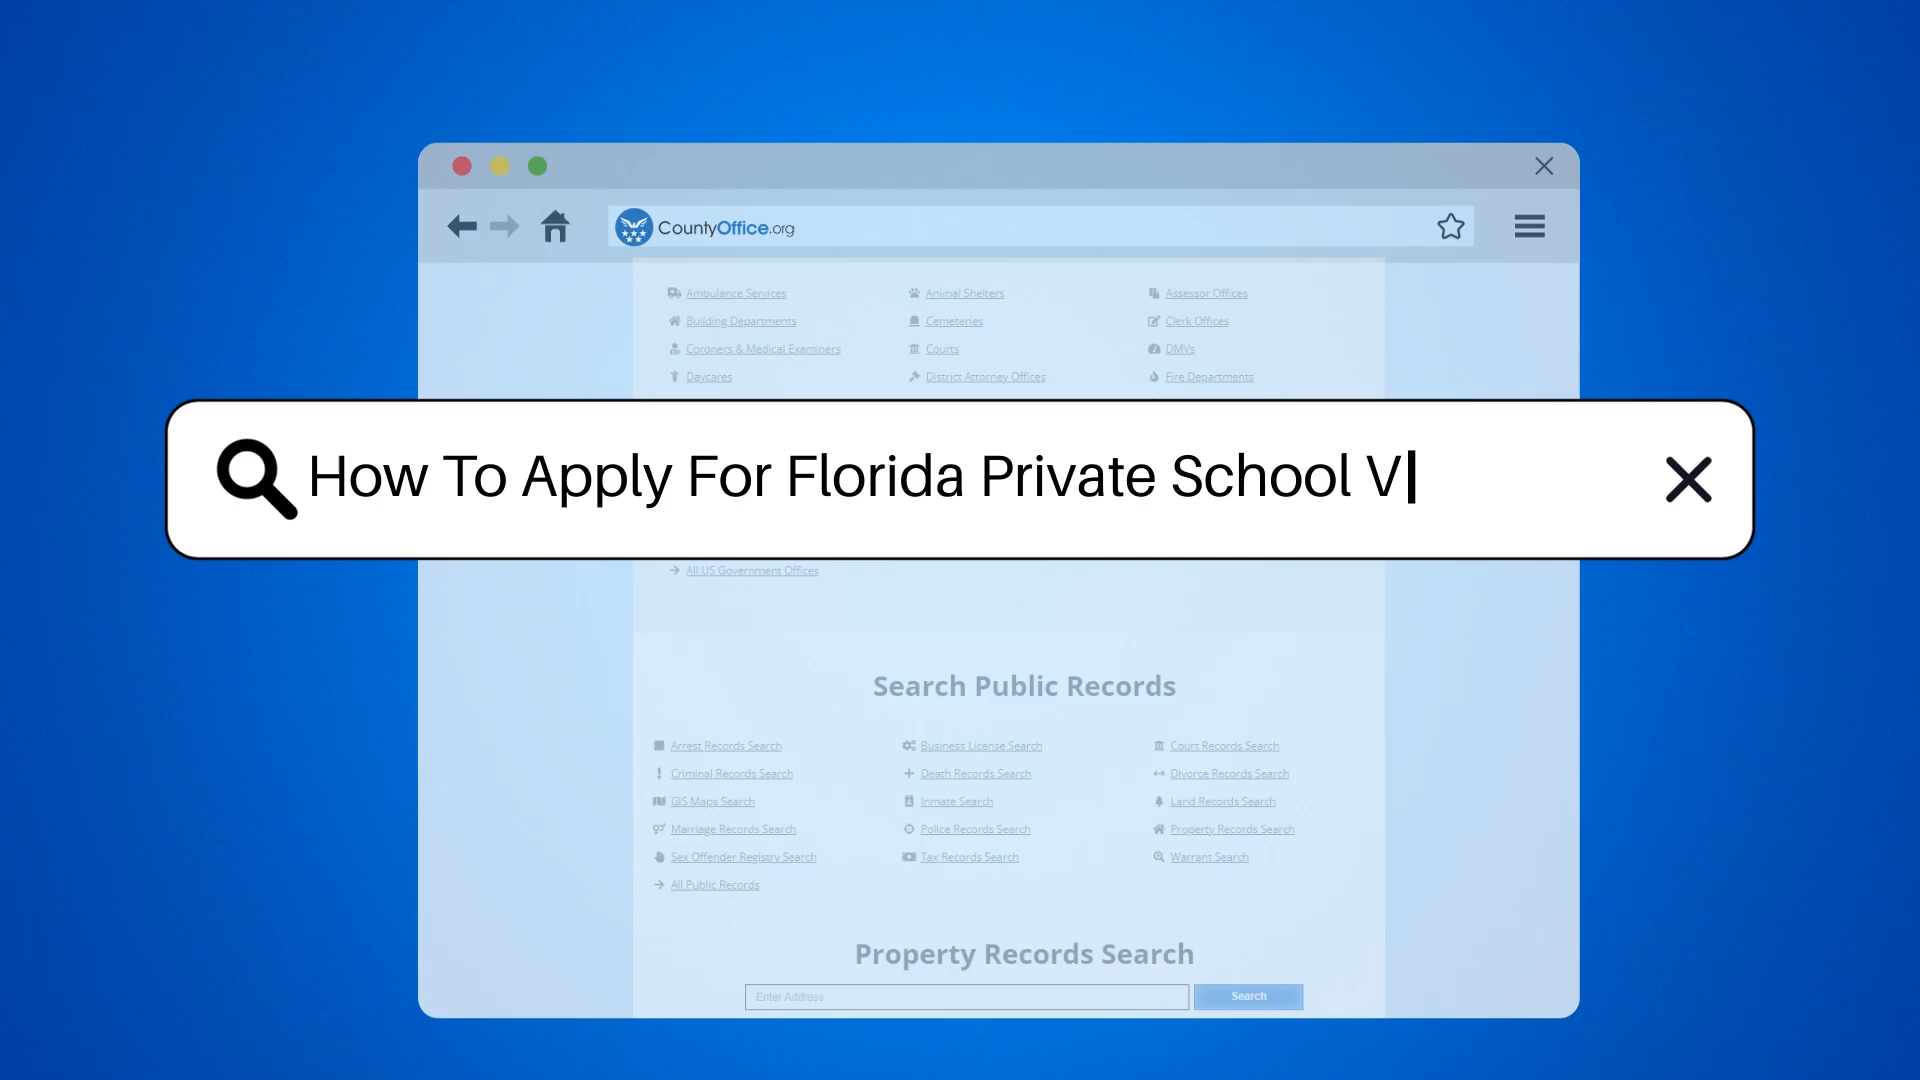 CountyOffice.org
Ambulance Services Animal Shelters Assessor Offices
Building Departments Cemeteries Clerk Offices
Coroners & Medical Examiners Courts DMVs
Daycares District Attorney Offices Fire Departments
How To Apply For Florida Private School V
All US Government Offices
Search Public Records
Arrest Records Search Business License Search Court Records Search
Criminal Records Search Death Records Search Divorce Records Search
GIS Maps Search Inmate Search Land Records Search
Marriage Records Search Police Records Search Property Records Search
Sex Offender Registry Search Tax Records Search Warrant Search
All Public Records
Property Records Search
Enter Address Search